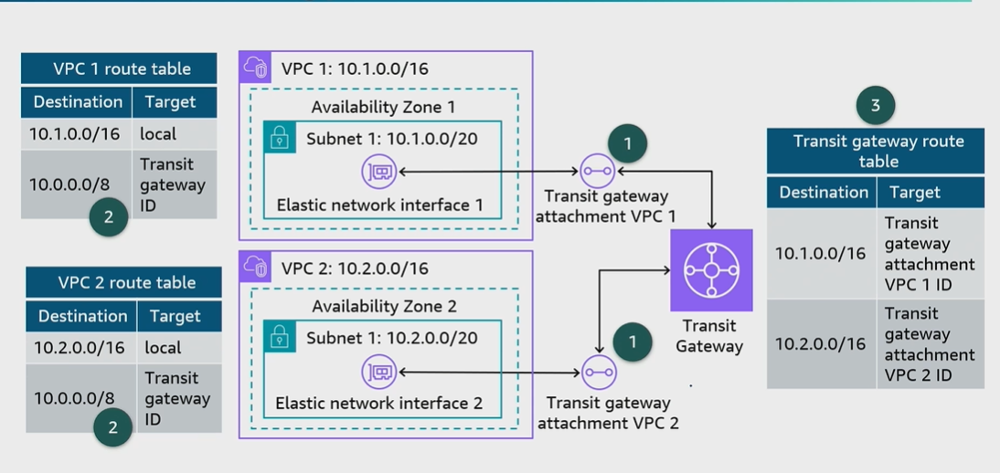 VPC 1 route table
Destination Target
10.1.0.0/16 local
10.0.0.0/8 Transit
gateway
ID
2
VPC 1: 10.1.0.0/16
Availability Zone 1
Subnet 1: 10.1.0.0/20
Elastic network interface 1
1
Transit gateway
attachment VPC 1
VPC 2 route table
Destination Target
10.2.0.0/16 local
10.0.0.0/8 Transit
gateway
ID
2
VPC 2: 10.2.0.0/16
Availability Zone 2
Subnet 1: 10.2.0.0/20
Elastic network interface 2
1
Transit gateway
attachment VPC 2
Transit
Gateway
3
Transit gateway route
table
Destination Target
10.1.0.0/16 Transit
gateway
attachment
VPC 1 ID
10.2.0.0/16 Transit
gateway
attachment
VPC 2 ID